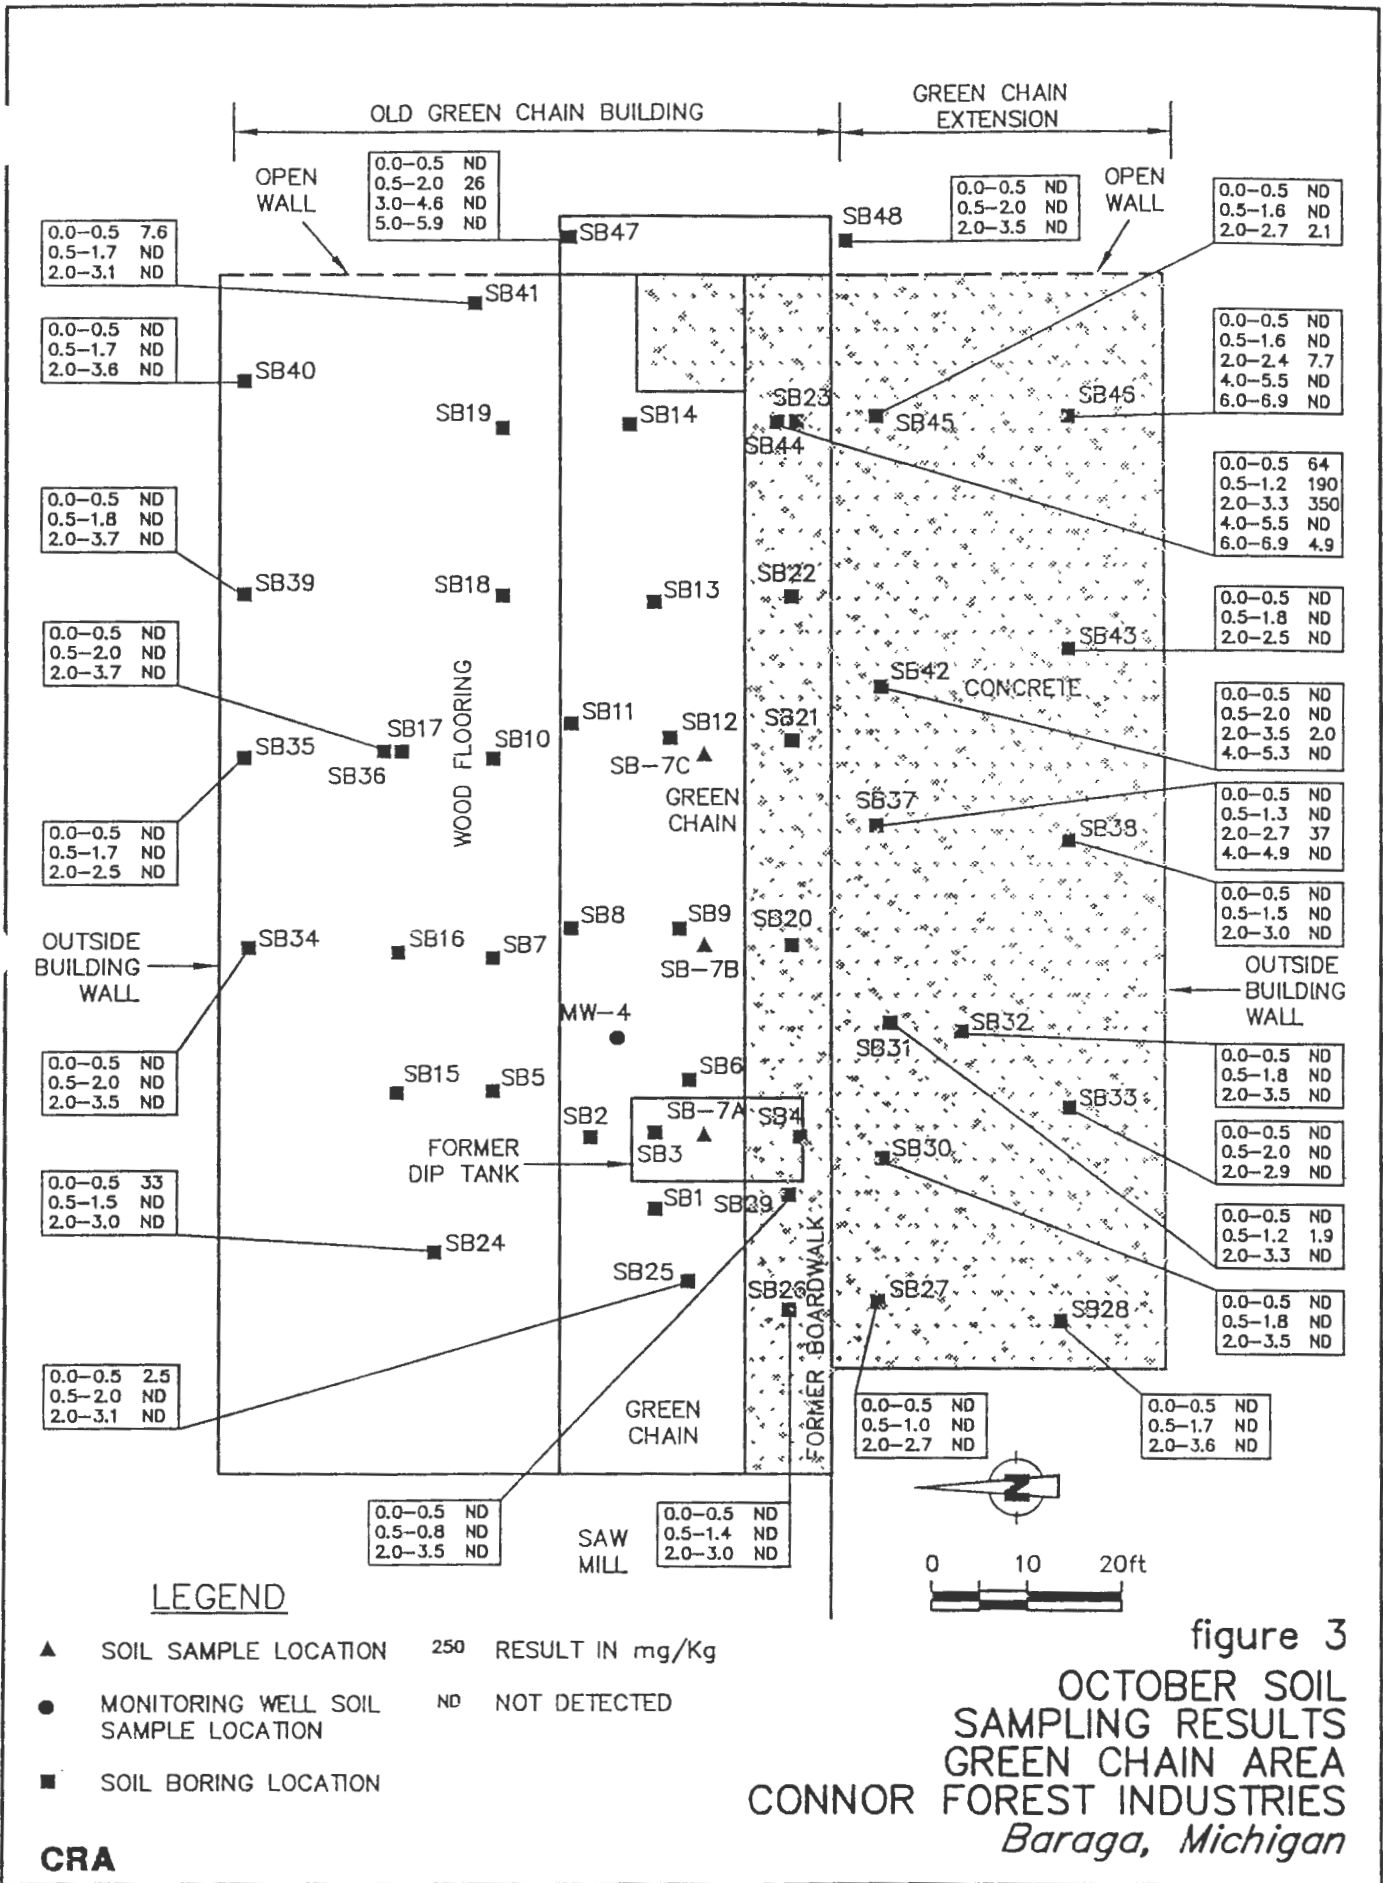 OLD GREEN CHAIN BUILDING
GREEN CHAIN
EXTENSION
OPEN
WALL
0.0-0.5 ND
0.5-2.0 26
3.0-4.6 ND
5.0-5.9 ND
SB47
SB48
0.0-0.5 ND
0.5-2.0 ND
2.0-3.5 ND
OPEN
WALL
0.0-0.5 ND
0.5-1.6 ND
2.0-2.7 2.1
0.0-0.5 7.6
0.5-1.7 ND
2.0-3.1 ND
SB41
0.0-0.5 ND
0.5-1.7 ND
2.0-3.6 ND
SB40
0.0-0.5 ND
0.5-1.6 ND
2.0-2.4 7.7
4.0-5.5 ND
6.0-6.9 ND
SB19
SB14
SB23
SB44
SB45
SB46
0.0-0.5 64
0.5-1.2 190
2.0-3.3 350
4.0-5.5 ND
6.0-6.9 4.9
0.0-0.5 ND
0.5-1.8 ND
2.0-3.7 ND
SB39
SB18
SB13
SB22
0.0-0.5 ND
0.5-1.8 ND
2.0-2.5 ND
SB43
0.0-0.5 ND
0.5-2.0 ND
2.0-3.7 ND
SB42
CONCRETE
0.0-0.5 ND
0.5-2.0 ND
2.0-3.5 2.0
4.0-5.3 ND
WOOD FLOORING
SB35
SB17
SB36
SB10
SB11
SB12
SB-7C
SB21
GREEN
CHAIN
SB37
SB38
0.0-0.5 ND
0.5-1.3 ND
2.0-2.7 37
4.0-4.9 ND
0.0-0.5 ND
0.5-1.7 ND
2.0-2.5 ND
0.0-0.5 ND
0.5-1.5 ND
2.0-3.0 ND
OUTSIDE
BUILDING
WALL
SB34
SB16
SB7
SB8
SB9
SB-7B
SB20
OUTSIDE
BUILDING
WALL
MW-4
SB31
SB32
0.0-0.5 ND
0.5-2.0 ND
2.0-3.5 ND
0.0-0.5 ND
0.5-1.8 ND
2.0-3.5 ND
SB15
SB5
SB6
SB2
SB-7A
SB3
SB4
SB33
SB30
0.0-0.5 ND
0.5-2.0 ND
2.0-2.9 ND
FORMER
DIP TANK
0.0-0.5 33
0.5-1.5 ND
2.0-3.0 ND
SB1
SB29
SB24
0.0-0.5 ND
0.5-1.2 1.9
2.0-3.3 ND
SB25
SB26
SB27
SB28
0.0-0.5 ND
0.5-1.8 ND
2.0-3.5 ND
FORMER BOARDWALK
0.0-0.5 2.5
0.5-2.0 ND
2.0-3.1 ND
GREEN
CHAIN
0.0-0.5 ND
0.5-1.0 ND
2.0-2.7 ND
0.0-0.5 ND
0.5-1.7 ND
2.0-3.6 ND
N
0.0-0.5 ND
0.5-0.8 ND
2.0-3.5 ND
SAW
MILL
0.0-0.5 ND
0.5-1.4 ND
2.0-3.0 ND
0 10 20ft
LEGEND
SOIL SAMPLE LOCATION
250 RESULT IN mg/Kg
MONITORING WELL SOIL
SAMPLE LOCATION
ND NOT DETECTED
SOIL BORING LOCATION
figure 3
OCTOBER SOIL
SAMPLING RESULTS
GREEN CHAIN AREA
CONNOR FOREST INDUSTRIES
Baraga, Michigan
CRA